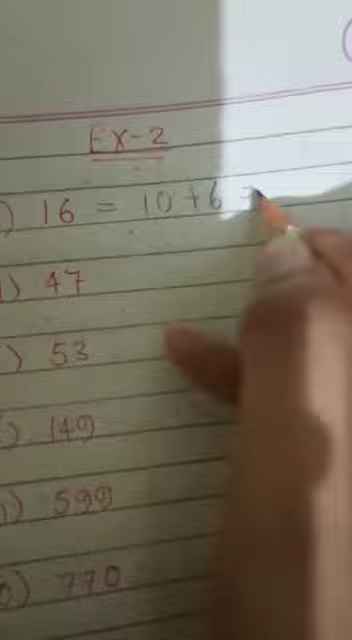 Ex-2
) 16 = 10 + 6 =
) 47
) 53
) 149
) 599
) 770